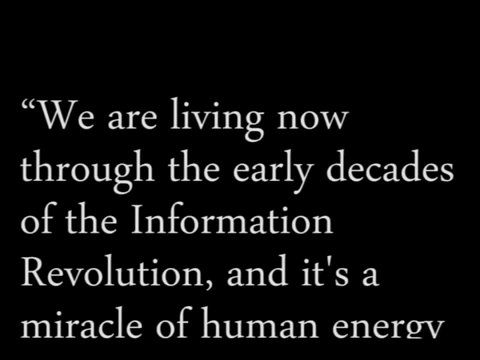 “We are living now
through the early decades
of the Information
Revolution, and it's a
miracle of human energy